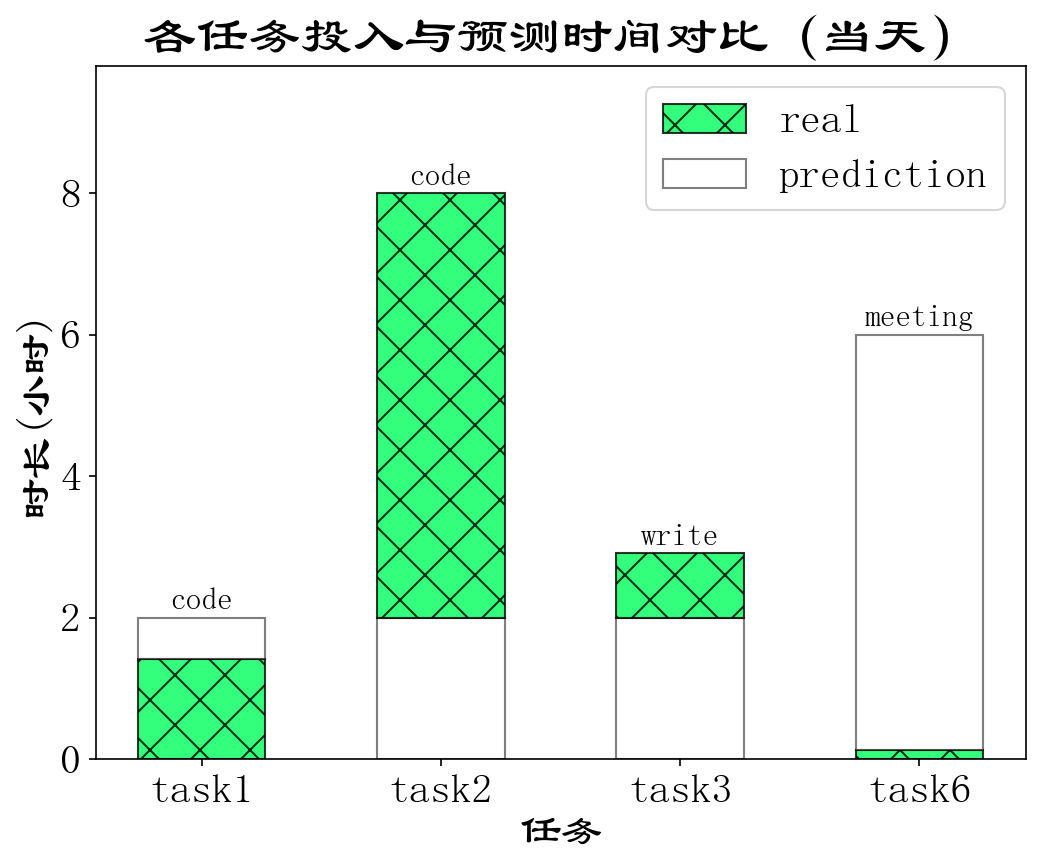 各任务投入与预测时间对比 (当天)
real
prediction
code
code
write
meeting
时长(小时)
8
6
4
2
0
task1 task2 task3 task6
任务